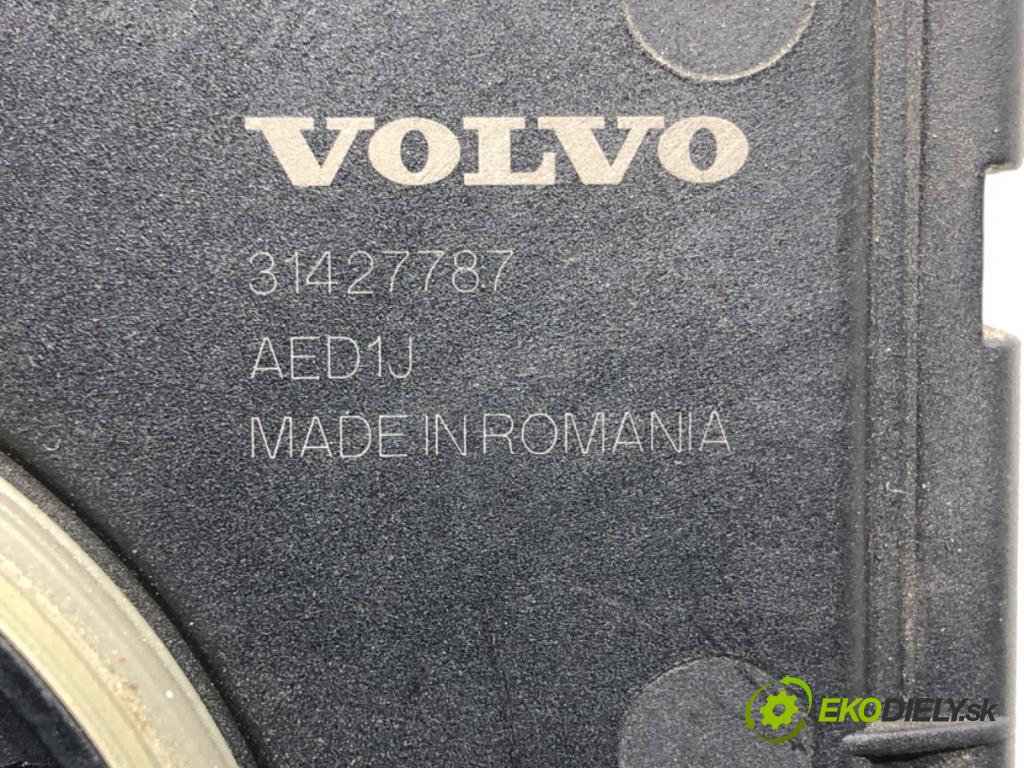 VOLVO
31427787
AED1J
MADE IN ROMANIA
EKODIELY.sk